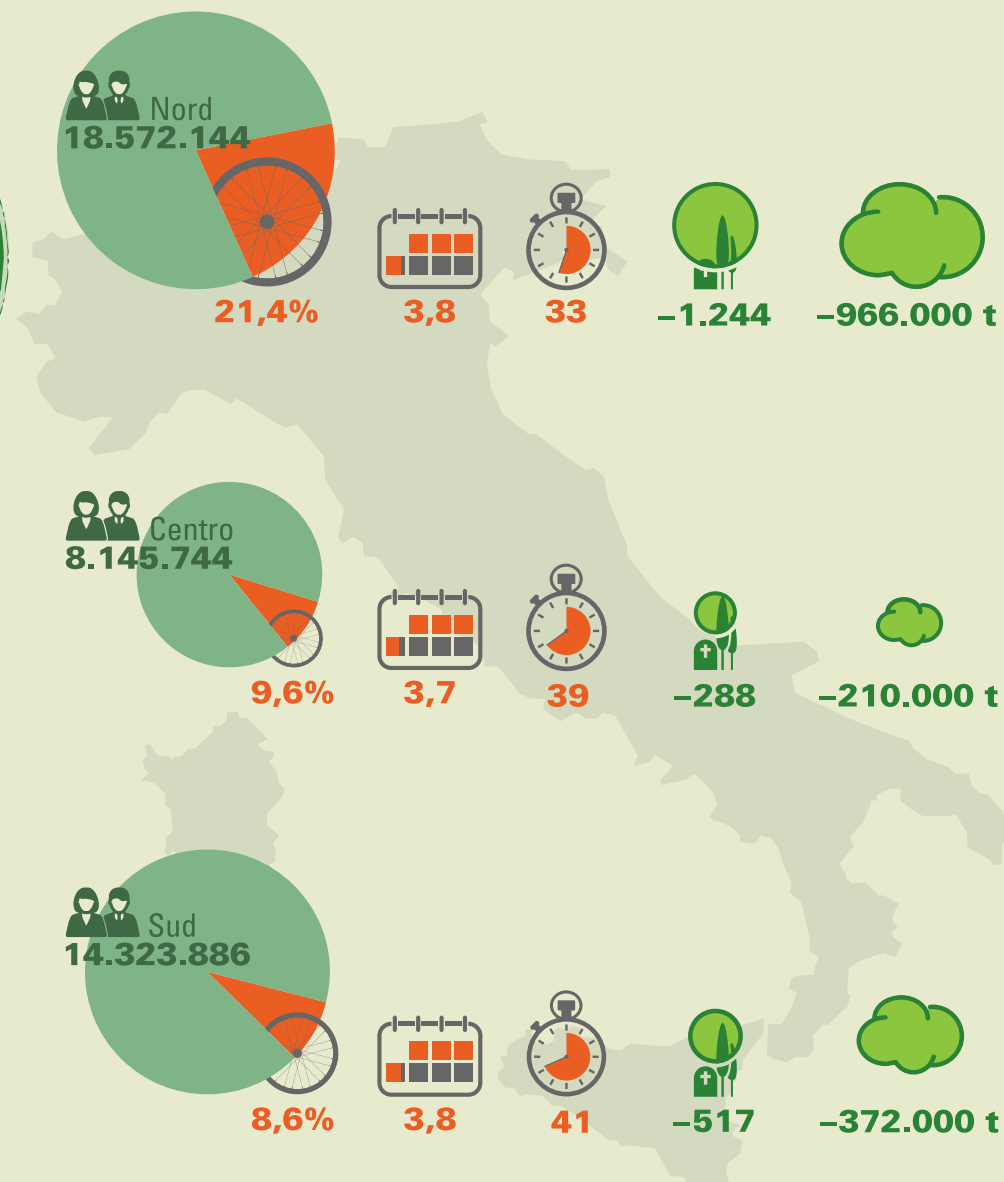 Nord
18.572.144
21,4%
3,8
33
–1.244
–966.000 t
Centro
8.145.744
9,6%
3,7
39
–288
–210.000 t
Sud
14.323.886
8,6%
3,8
41
–517
–372.000 t